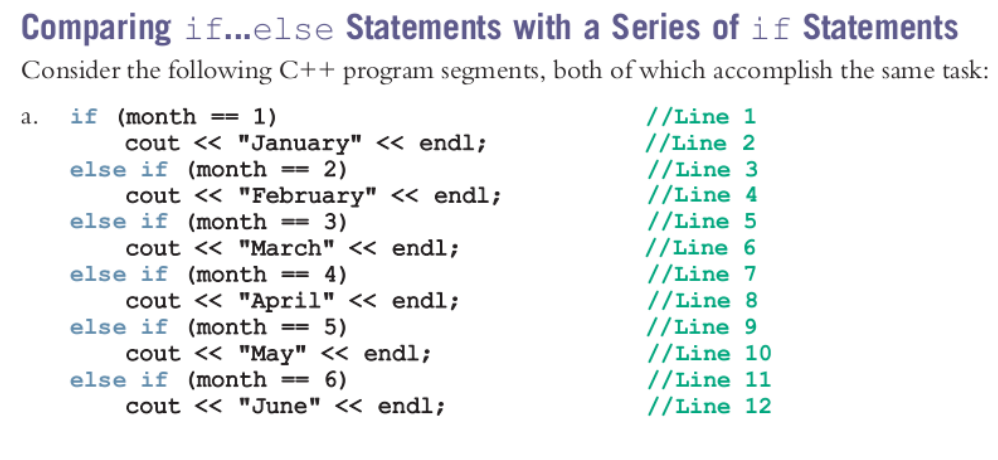 Comparing if…else Statements with a Series of if Statements
Consider the following C++ program segments, both of which accomplish the same task:
a. if (month == 1) //Line 1
cout << "January" << endl; //Line 2
else if (month == 2) //Line 3
cout << "February" << endl; //Line 4
else if (month == 3) //Line 5
cout << "March" << endl; //Line 6
else if (month == 4) //Line 7
cout << "April" << endl; //Line 8
else if (month == 5) //Line 9
cout << "May" << endl; //Line 10
else if (month == 6) //Line 11
cout << "June" << endl; //Line 12